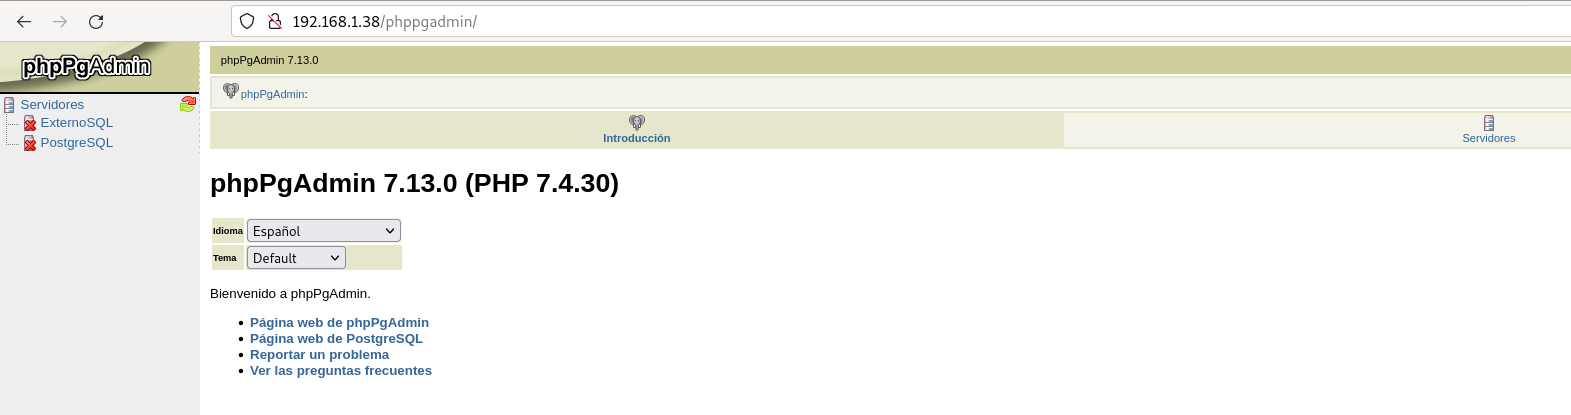 192.168.1.38/phppgadmin/
phpPgAdmin
Servidores
ExternoSQL
PostgreSQL
phpPgAdmin 7.13.0
phpPgAdmin:
Introducción
Servidores
phpPgAdmin 7.13.0 (PHP 7.4.30)
Idioma Español
Tema Default
Bienvenido a phpPgAdmin.
Página web de phpPgAdmin
Página web de PostgreSQL
Reportar un problema
Ver las preguntas frecuentes